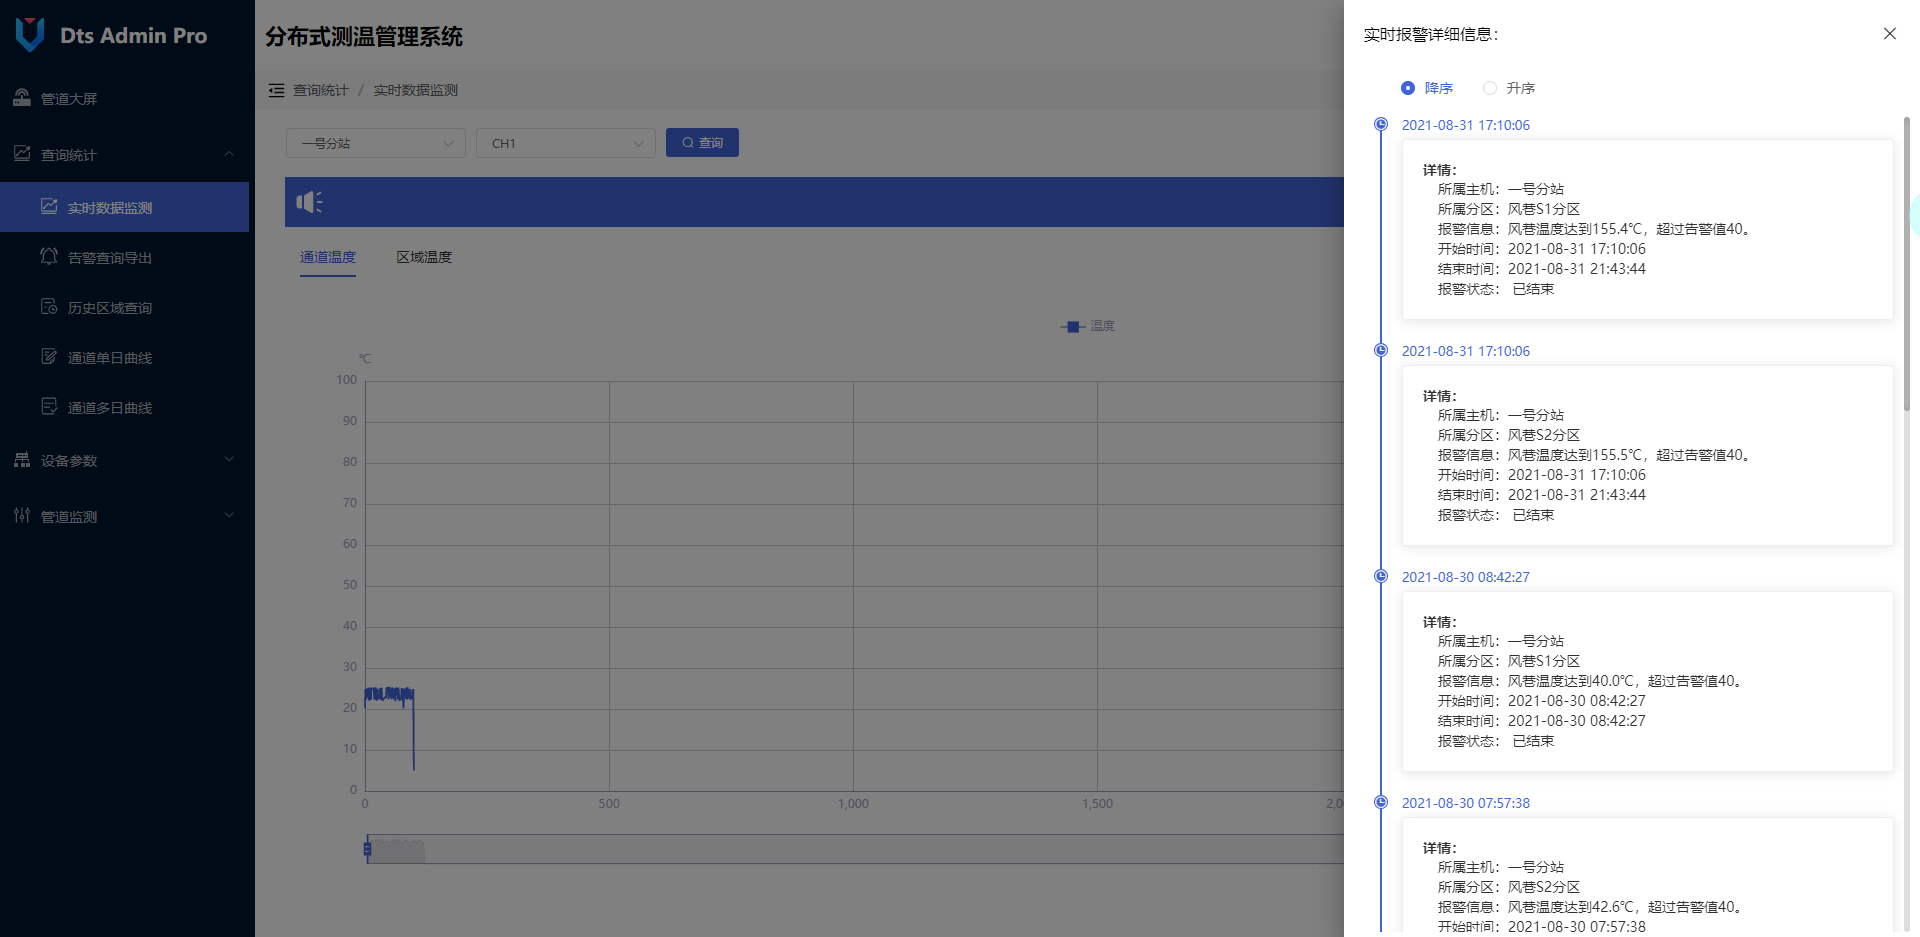 Dts Admin Pro
管道大屏
查询统计
实时数据监测
告警查询导出
历史区域查询
通道单日曲线
通道多日曲线
设备参数
管道监测
分布式测温管理系统
查询统计 / 实时数据监测
一号分站 CH1 查询
通道温度 区域温度
温度
℃
100
90
80
70
60
50
40
30
20
10
0
0 500 1,000 1,500 2,0
实时报警详细信息：
降序 升序
2021-08-31 17:10:06
详情：
所属主机：一号分站
所属分区：风巷S1分区
报警信息：风巷温度达到155.4℃，超过告警值40。
开始时间：2021-08-31 17:10:06
结束时间：2021-08-31 21:43:44
报警状态： 已结束
2021-08-31 17:10:06
详情：
所属主机：一号分站
所属分区：风巷S2分区
报警信息：风巷温度达到155.5℃，超过告警值40。
开始时间：2021-08-31 17:10:06
结束时间：2021-08-31 21:43:44
报警状态： 已结束
2021-08-30 08:42:27
详情：
所属主机：一号分站
所属分区：风巷S1分区
报警信息：风巷温度达到40.0℃，超过告警值40。
开始时间：2021-08-30 08:42:27
结束时间：2021-08-30 08:42:27
报警状态： 已结束
2021-08-30 07:57:38
详情：
所属主机：一号分站
所属分区：风巷S2分区
报警信息：风巷温度达到42.6℃，超过告警值40。
开始时间：2021-08-30 07:57:38